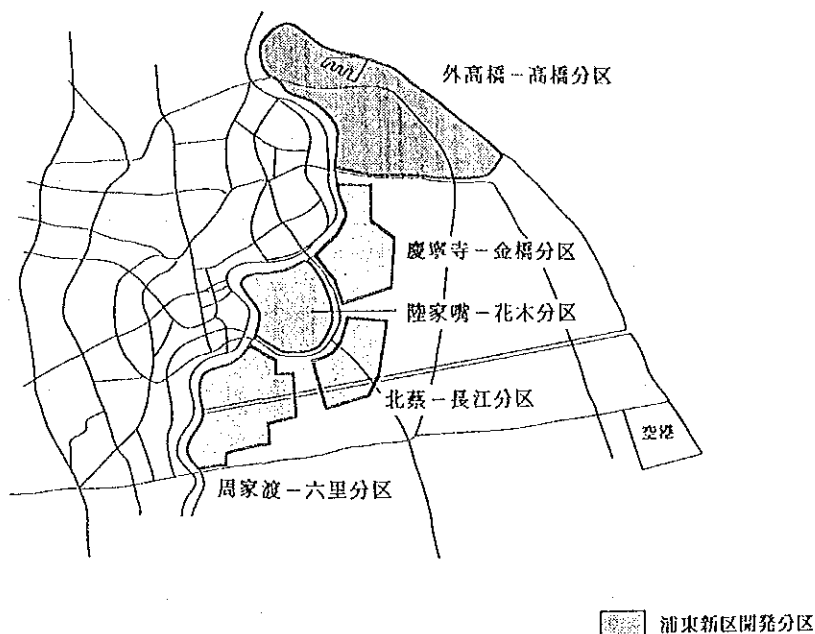 外高橋－高橋分区
慶寧寺－金橋分区
陸家嘴－花木分区
北蔡－長江分区
空港
周家渡－六里分区
浦東新区開発分区